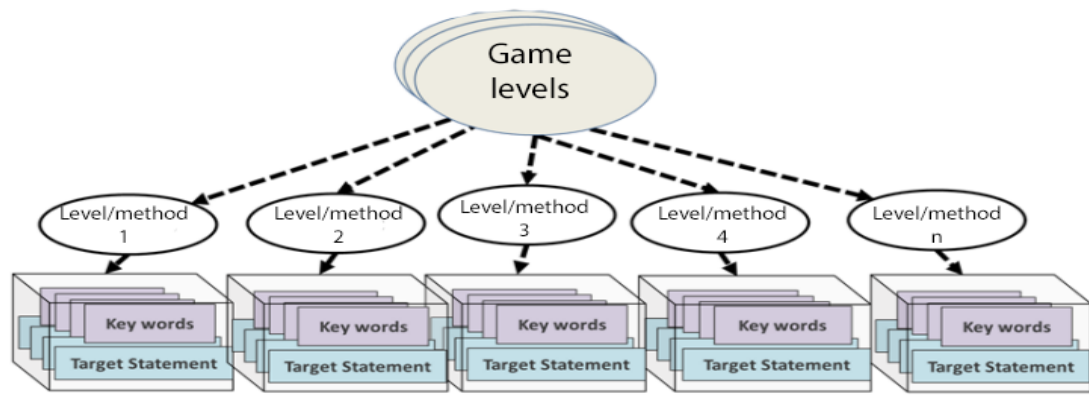 Game
levels
Level/method
1
Level/method
2
Level/method
3
Level/method
4
Level/method
n
Key words
Target Statement
Key words
Target Statement
Key words
Target Statement
Key words
Target Statement
Key words
Target Statement